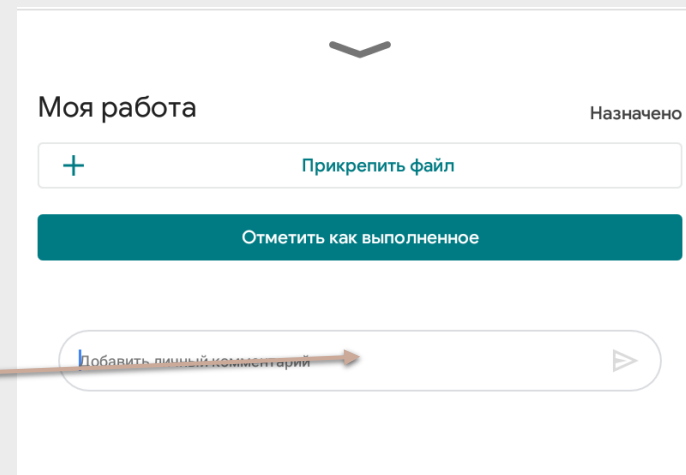 Моя работа
Назначено
Прикрепить файл
Отметить как выполненное
Добавить личный комментарий